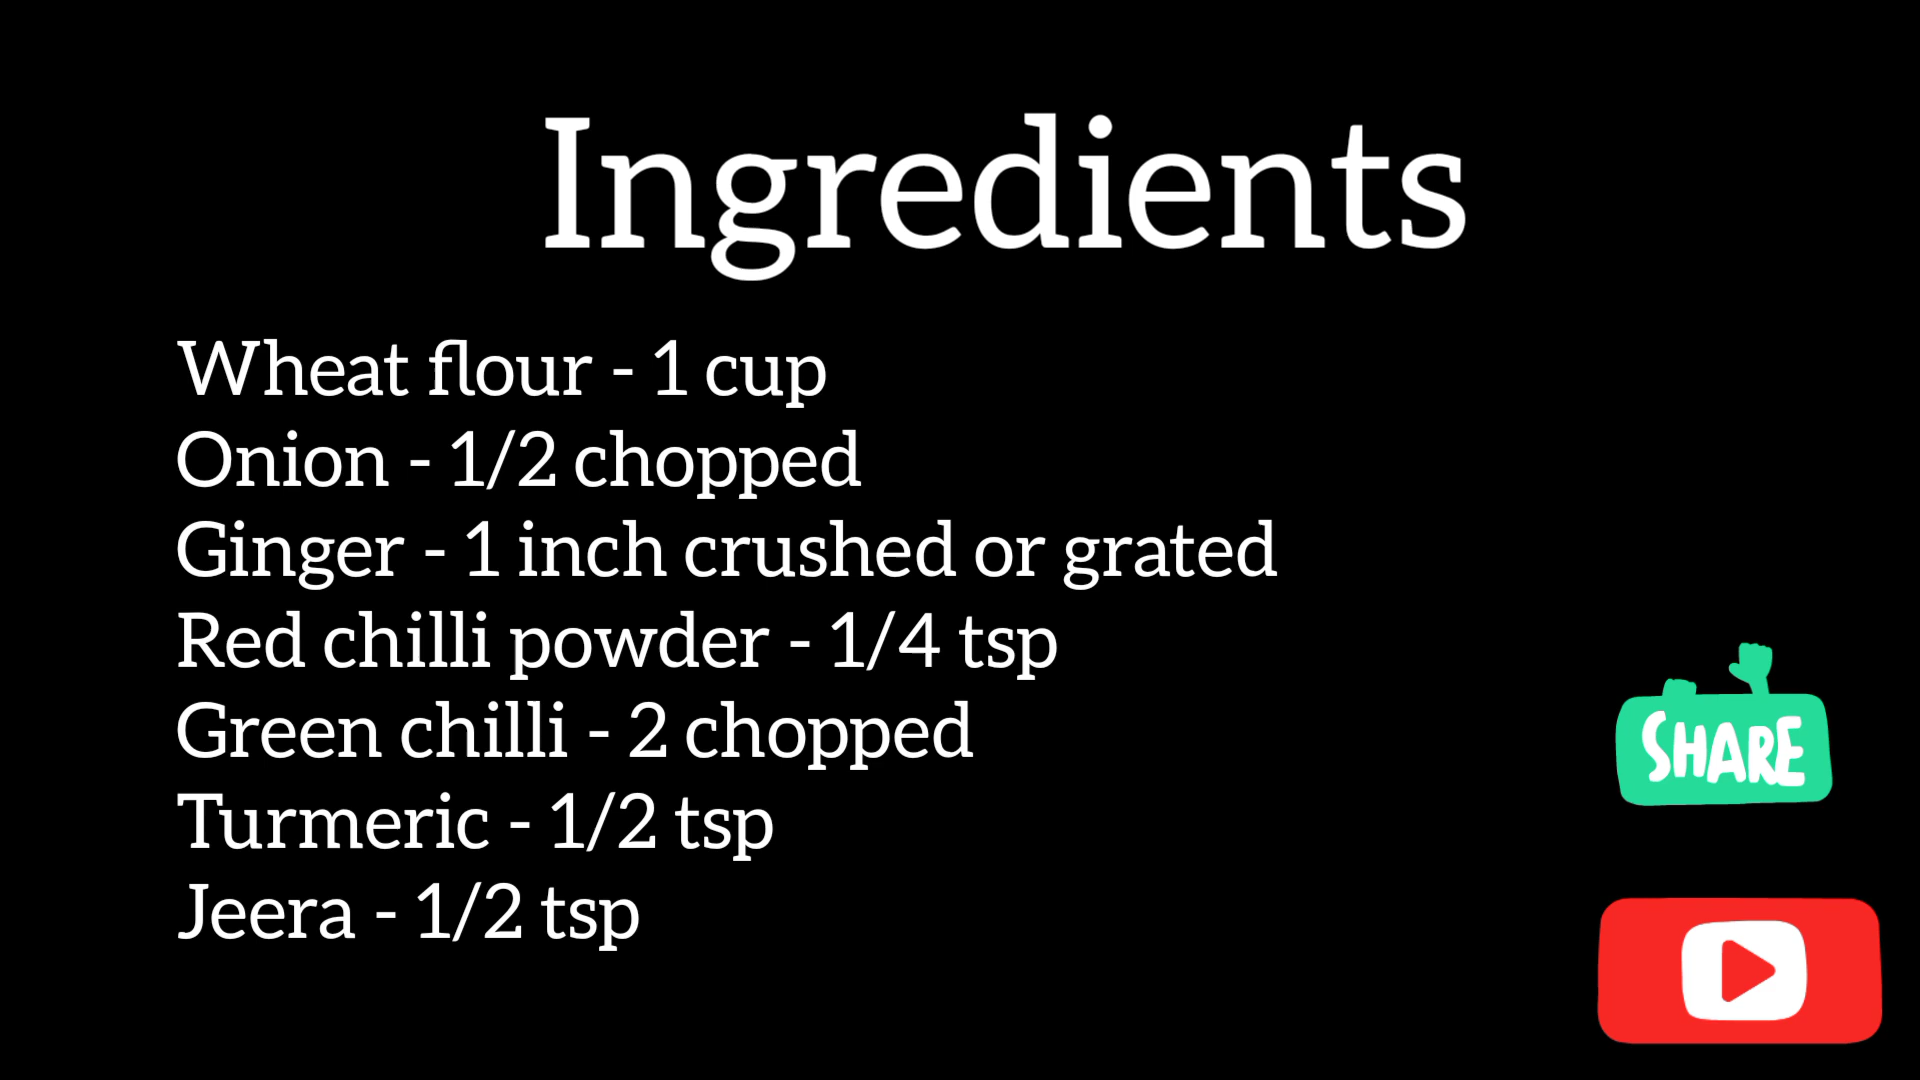 Ingredients
Wheat flour - 1 cup
Onion - 1/2 chopped
Ginger - 1 inch crushed or grated
Red chilli powder - 1/4 tsp
Green chilli - 2 chopped
Turmeric - 1/2 tsp
Jeera - 1/2 tsp
SHARE